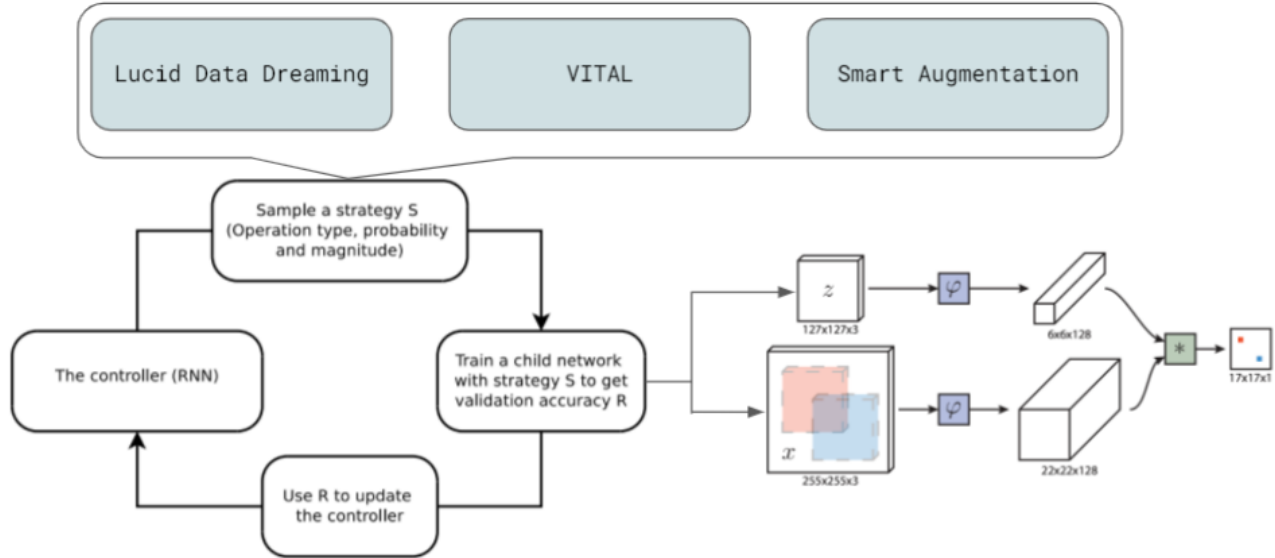 Lucid Data Dreaming
VITAL
Smart Augmentation
Sample a strategy S
(Operation type, probability
and magnitude)
The controller (RNN)
Train a child network
with strategy S to get
validation accuracy R
Use R to update
the controller
z
127x127x3
φ
6x6x128
*
17x17x1
x
255x255x3
φ
22x22x128